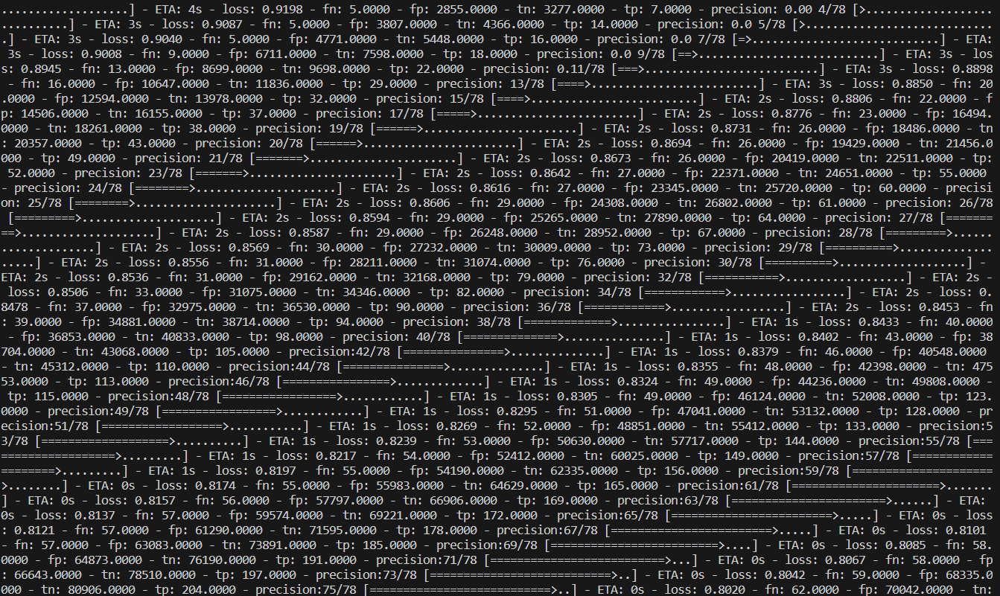 ...................] - ETA: 4s - loss: 0.9198 - fn: 5.0000 - fp: 2855.0000 - tn: 3277.0000 - tp: 7.0000 - precision: 0.00 4/78 [>...................
..........] - ETA: 3s - loss: 0.9087 - fn: 5.0000 - fp: 3807.0000 - tn: 4366.0000 - tp: 14.0000 - precision: 0.0 5/78 [>............................
.] - ETA: 3s - loss: 0.9040 - fn: 5.0000 - fp: 4771.0000 - tn: 5448.0000 - tp: 16.0000 - precision: 0.0 7/78 [=>............................] - ETA:
 3s - loss: 0.9008 - fn: 9.0000 - fp: 6711.0000 - tn: 7598.0000 - tp: 18.0000 - precision: 0.0 9/78 [==>...........................] - ETA: 3s - los
s: 0.8945 - fn: 13.0000 - fp: 8699.0000 - tn: 9698.0000 - tp: 22.0000 - precision: 0.11/78 [===>..........................] - ETA: 3s - loss: 0.8898
 - fn: 16.0000 - fp: 10647.0000 - tn: 11836.0000 - tp: 29.0000 - precision: 13/78 [====>.........................] - ETA: 3s - loss: 0.8850 - fn: 20
.0000 - fp: 12594.0000 - tn: 13978.0000 - tp: 32.0000 - precision: 15/78 [====>.........................] - ETA: 2s - loss: 0.8806 - fn: 22.0000 - f
p: 14506.0000 - tn: 16155.0000 - tp: 37.0000 - precision: 17/78 [=====>........................] - ETA: 2s - loss: 0.8776 - fn: 23.0000 - fp: 16494.
0000 - tn: 18261.0000 - tp: 38.0000 - precision: 19/78 [======>.......................] - ETA: 2s - loss: 0.8731 - fn: 26.0000 - fp: 18486.0000 - tn
: 20357.0000 - tp: 43.0000 - precision: 20/78 [======>.......................] - ETA: 2s - loss: 0.8694 - fn: 26.0000 - fp: 19429.0000 - tn: 21456.0
000 - tp: 49.0000 - precision: 21/78 [=======>......................] - ETA: 2s - loss: 0.8673 - fn: 26.0000 - fp: 20419.0000 - tn: 22511.0000 - tp:
 52.0000 - precision: 23/78 [=======>......................] - ETA: 2s - loss: 0.8642 - fn: 27.0000 - fp: 22371.0000 - tn: 24651.0000 - tp: 55.0000
- precision: 24/78 [========>.....................] - ETA: 2s - loss: 0.8616 - fn: 27.0000 - fp: 23345.0000 - tn: 25720.0000 - tp: 60.0000 - precisi
on: 25/78 [========>.....................] - ETA: 2s - loss: 0.8606 - fn: 29.0000 - fp: 24308.0000 - tn: 26802.0000 - tp: 61.0000 - precision: 26/78
 [=========>....................] - ETA: 2s - loss: 0.8594 - fn: 29.0000 - fp: 25265.0000 - tn: 27890.0000 - tp: 64.0000 - precision: 27/78 [=======
==>....................] - ETA: 2s - loss: 0.8587 - fn: 29.0000 - fp: 26248.0000 - tn: 28952.0000 - tp: 67.0000 - precision: 28/78 [=========>......
..............] - ETA: 2s - loss: 0.8569 - fn: 30.0000 - fp: 27232.0000 - tn: 30009.0000 - tp: 73.0000 - precision: 29/78 [==========>..............
.....] - ETA: 2s - loss: 0.8556 - fn: 31.0000 - fp: 28211.0000 - tn: 31074.0000 - tp: 76.0000 - precision: 30/78 [==========>...................] -
ETA: 2s - loss: 0.8536 - fn: 31.0000 - fp: 29162.0000 - tn: 32168.0000 - tp: 79.0000 - precision: 32/78 [===========>..................] - ETA: 2s -
 loss: 0.8506 - fn: 33.0000 - fp: 31075.0000 - tn: 34346.0000 - tp: 82.0000 - precision: 34/78 [============>.................] - ETA: 2s - loss: 0.
8478 - fn: 37.0000 - fp: 32975.0000 - tn: 36530.0000 - tp: 90.0000 - precision: 36/78 [============>.................] - ETA: 2s - loss: 0.8453 - fn
: 39.0000 - fp: 34881.0000 - tn: 38714.0000 - tp: 94.0000 - precision: 38/78 [=============>................] - ETA: 1s - loss: 0.8433 - fn: 40.0000
 - fp: 36853.0000 - tn: 40833.0000 - tp: 98.0000 - precision: 40/78 [==============>...............] - ETA: 1s - loss: 0.8402 - fn: 43.0000 - fp: 38
704.0000 - tn: 43068.0000 - tp: 105.0000 - precision:42/78 [===============>..............] - ETA: 1s - loss: 0.8379 - fn: 46.0000 - fp: 40548.0000
- tn: 45312.0000 - tp: 110.0000 - precision:44/78 [===============>..............] - ETA: 1s - loss: 0.8355 - fn: 48.0000 - fp: 42398.0000 - tn: 475
53.0000 - tp: 113.0000 - precision:46/78 [================>.............] - ETA: 1s - loss: 0.8324 - fn: 49.0000 - fp: 44236.0000 - tn: 49808.0000 -
 tp: 115.0000 - precision:48/78 [=================>............] - ETA: 1s - loss: 0.8305 - fn: 49.0000 - fp: 46124.0000 - tn: 52008.0000 - tp: 123.
0000 - precision:49/78 [=================>............] - ETA: 1s - loss: 0.8295 - fn: 51.0000 - fp: 47041.0000 - tn: 53132.0000 - tp: 128.0000 - pr
ecision:51/78 [==================>...........] - ETA: 1s - loss: 0.8269 - fn: 52.0000 - fp: 48851.0000 - tn: 55412.0000 - tp: 133.0000 - precision:5
3/78 [===================>..........] - ETA: 1s - loss: 0.8239 - fn: 53.0000 - fp: 50630.0000 - tn: 57717.0000 - tp: 144.0000 - precision:55/78 [===
=================>.........] - ETA: 1s - loss: 0.8217 - fn: 54.0000 - fp: 52412.0000 - tn: 60025.0000 - tp: 149.0000 - precision:57/78 [============
========>.........] - ETA: 1s - loss: 0.8197 - fn: 55.0000 - fp: 54190.0000 - tn: 62335.0000 - tp: 156.0000 - precision:59/78 [=====================
>........] - ETA: 0s - loss: 0.8174 - fn: 55.0000 - fp: 55983.0000 - tn: 64629.0000 - tp: 165.0000 - precision:61/78 [======================>.......
] - ETA: 0s - loss: 0.8157 - fn: 56.0000 - fp: 57797.0000 - tn: 66906.0000 - tp: 169.0000 - precision:63/78 [=======================>......] - ETA:
0s - loss: 0.8137 - fn: 57.0000 - fp: 59574.0000 - tn: 69221.0000 - tp: 172.0000 - precision:65/78 [========================>.....] - ETA: 0s - loss
: 0.8121 - fn: 57.0000 - fp: 61290.0000 - tn: 71595.0000 - tp: 178.0000 - precision:67/78 [========================>.....] - ETA: 0s - loss: 0.8101
- fn: 57.0000 - fp: 63083.0000 - tn: 73891.0000 - tp: 185.0000 - precision:69/78 [=========================>....] - ETA: 0s - loss: 0.8085 - fn: 58.
0000 - fp: 64873.0000 - tn: 76190.0000 - tp: 191.0000 - precision:71/78 [==========================>...] - ETA: 0s - loss: 0.8067 - fn: 58.0000 - fp
: 66643.0000 - tn: 78510.0000 - tp: 197.0000 - precision:73/78 [===========================>..] - ETA: 0s - loss: 0.8042 - fn: 59.0000 - fp: 68335.0
000 - tn: 80906.0000 - tp: 204.0000 - precision:75/78 [===========================>..] - ETA: 0s - loss: 0.8020 - fn: 62.0000 - fp: 70042.0000 - tn: